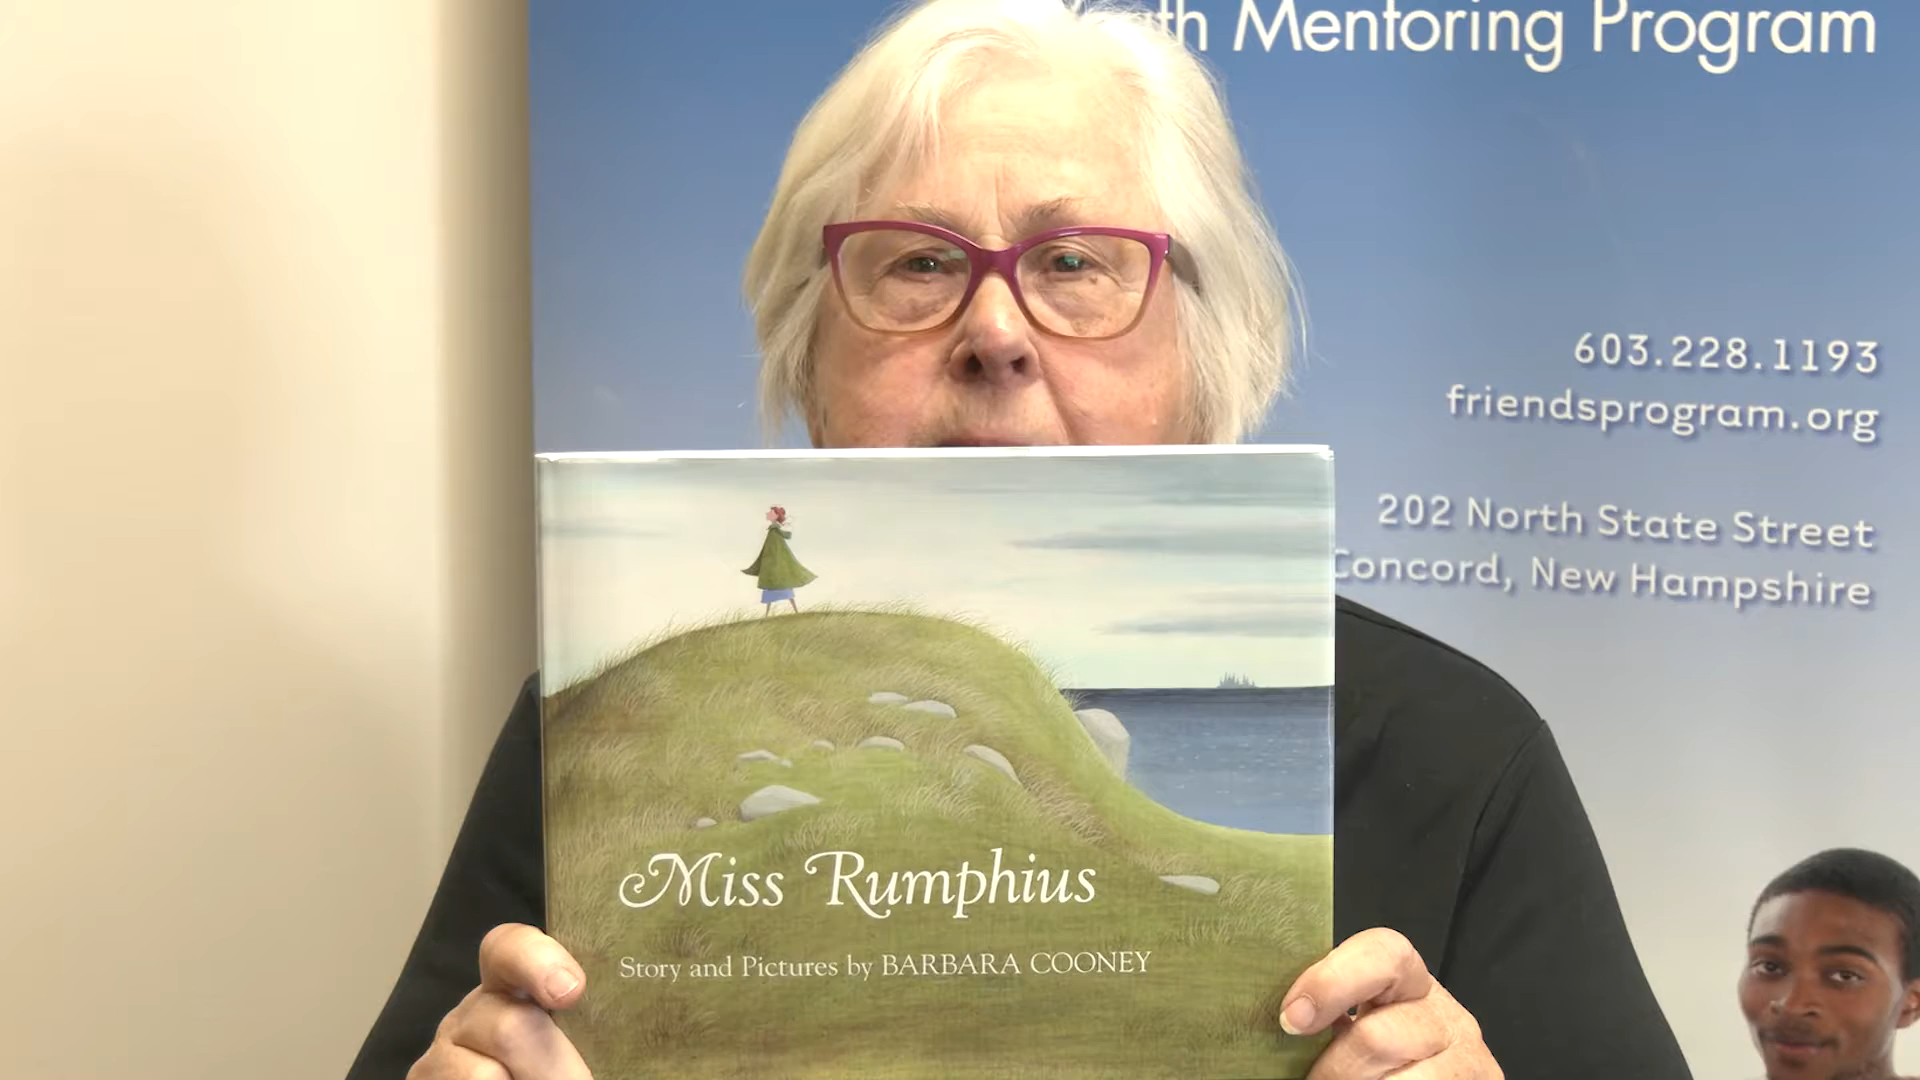 Mentoring Program
603.228.1193
friendsprogram.org
202 North State Street
Concord, New Hampshire
Miss Rumphius
Story and Pictures by BARBARA COONEY